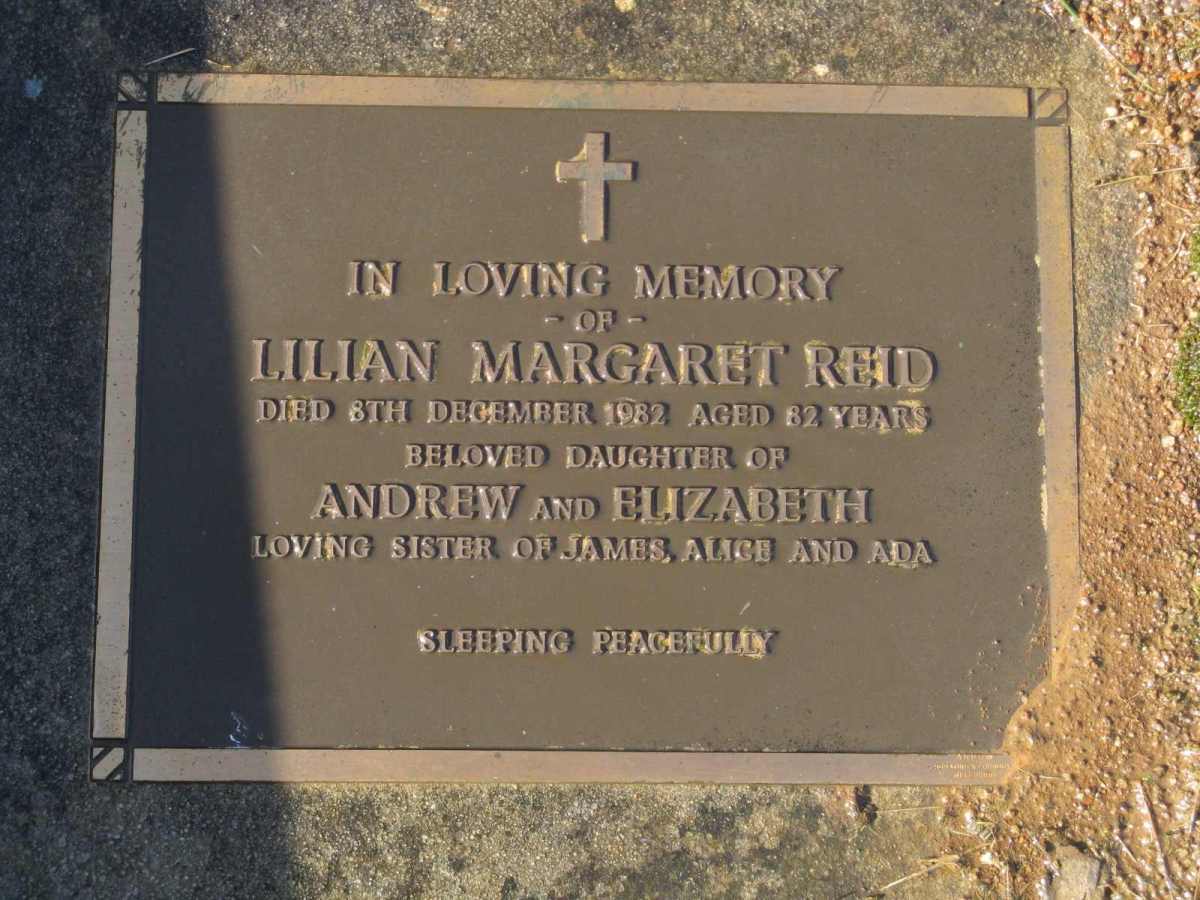 IN LOVING MEMORY
- OF -
LILIAN MARGARET REID
DIED 8TH DECEMBER 1982 AGED 82 YEARS
BELOVED DAUGHTER OF
ANDREW AND ELIZABETH
LOVING SISTER OF JAMES, ALICE AND ADA
SLEEPING PEACEFULLY